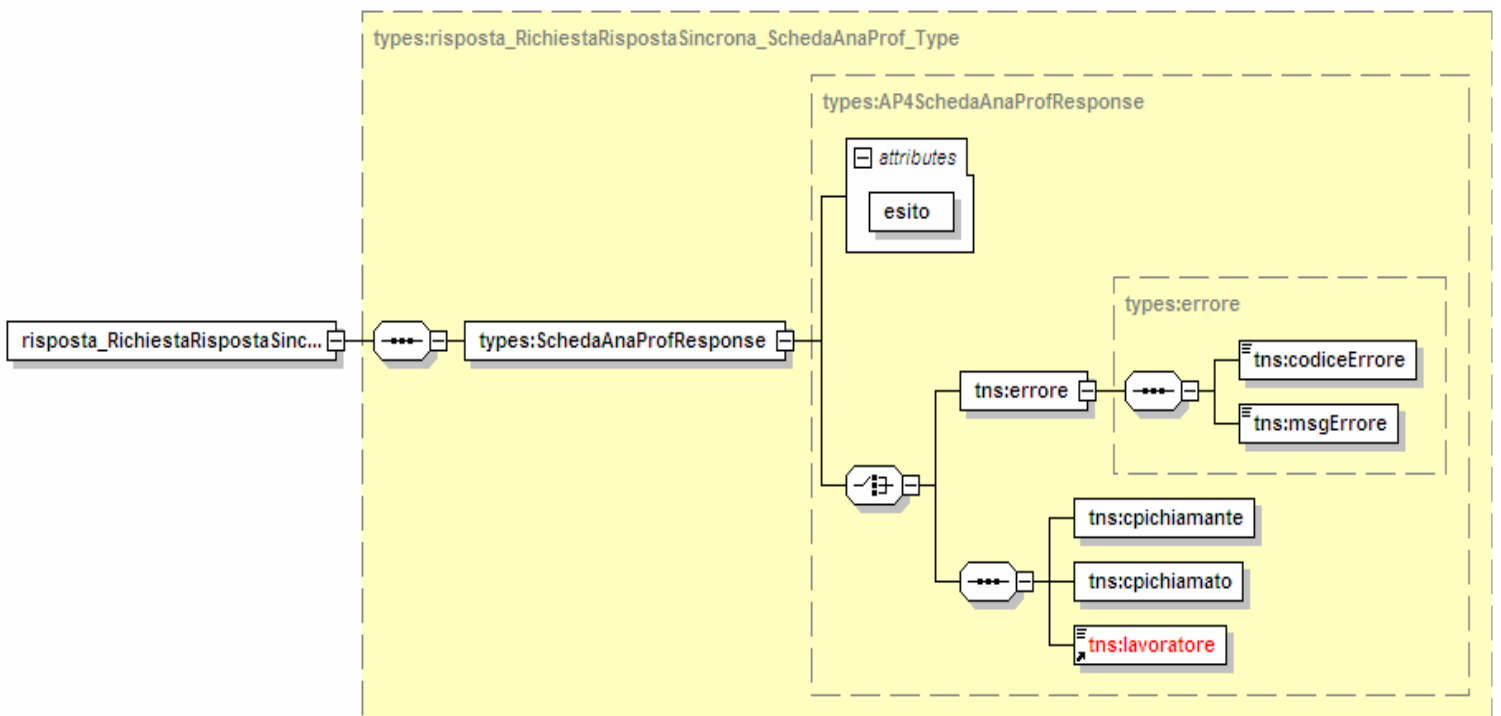 types:risposta_RichiestaRispostaSincrona_SchedaAnaProf_Type
types:AP4SchedaAnaProfResponse
attributes
esito
types:errore
risposta_RichiestaRispostaSinc...
types:SchedaAnaProfResponse
tns:codiceErrore
tns:errore
tns:msgErrore
tns:cpichiamante
tns:cpichiamato
tns:lavoratore